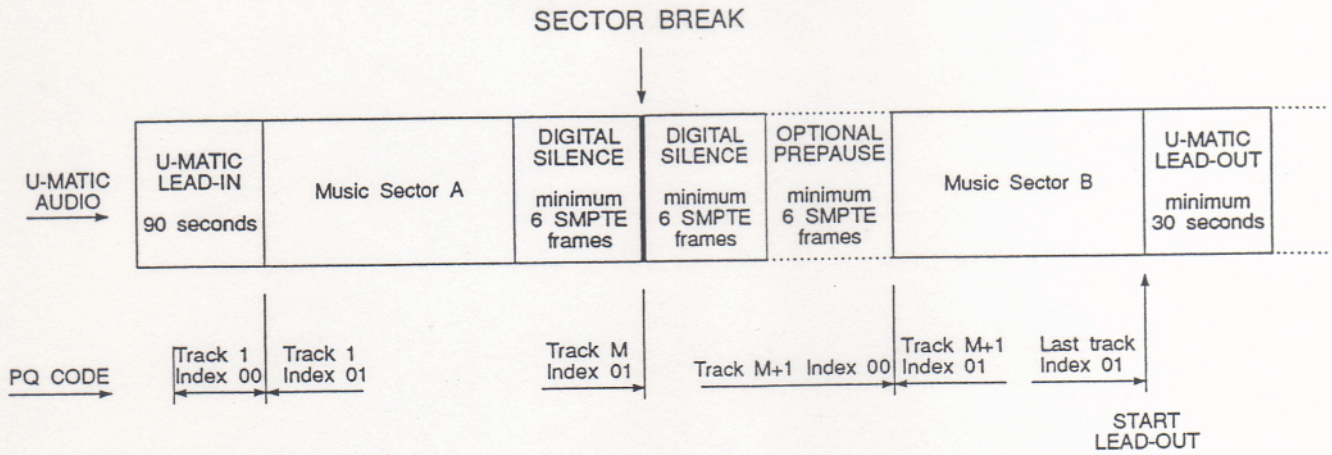 SECTOR BREAK
U-MATIC
AUDIO
U-MATIC
LEAD-IN
90 seconds
Music Sector A
DIGITAL
SILENCE
minimum
6 SMPTE
frames
DIGITAL
SILENCE
minimum
6 SMPTE
frames
OPTIONAL
PREPAUSE
minimum
6 SMPTE
frames
Music Sector B
U-MATIC
LEAD-OUT
minimum
30 seconds
PQ CODE
Track 1
Index 00
Track 1
Index 01
Track M
Index 01
Track M+1 Index 00
Track M+1
Index 01
Last track
Index 01
START
LEAD-OUT